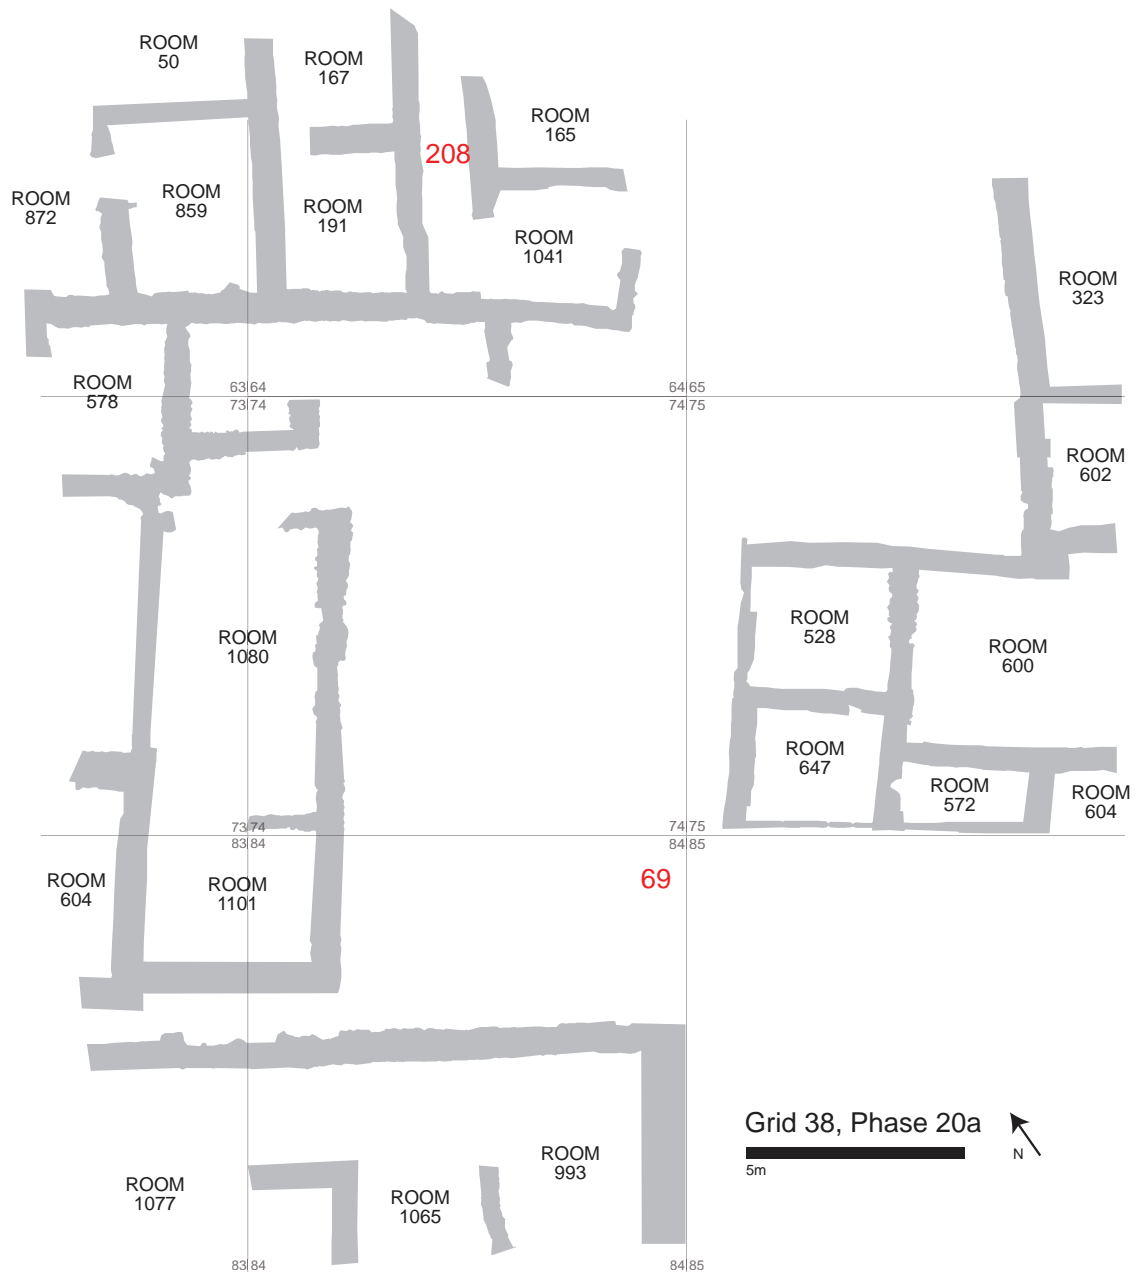 ROOM
50
ROOM
167
ROOM
165
208
ROOM
872
ROOM
859
ROOM
191
ROOM
1041
ROOM
323
ROOM
578
63 64
73 74
64 65
74 75
ROOM
602
ROOM
1080
ROOM
528
ROOM
600
ROOM
647
ROOM
572
ROOM
604
73 74
83 84
74 75
84 85
ROOM
604
ROOM
1101
69
Grid 38, Phase 20a
5m
N
ROOM
993
ROOM
1077
ROOM
1065
83 84
84 85